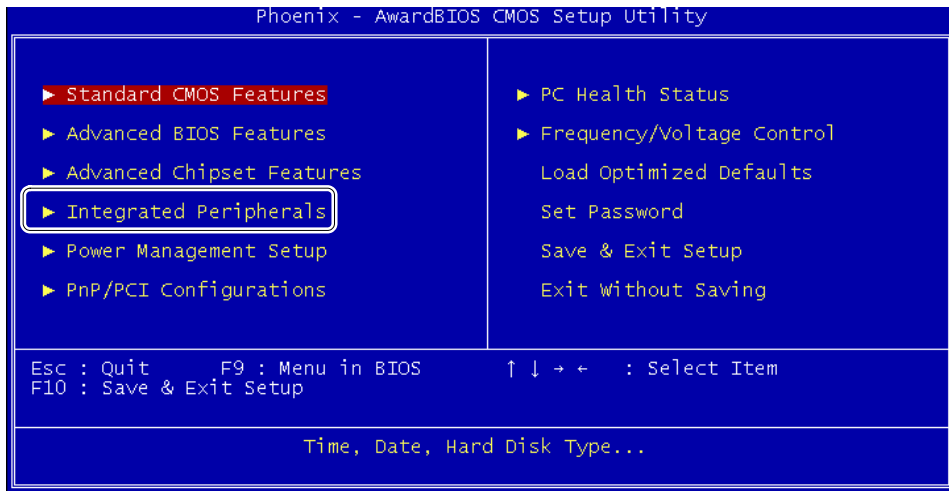 Phoenix - AwardBIOS CMOS Setup Utility
► Standard CMOS Features
► Advanced BIOS Features
► Advanced Chipset Features
► Integrated Peripherals
► Power Management Setup
► PnP/PCI Configurations
► PC Health Status
► Frequency/Voltage Control
Load Optimized Defaults
Set Password
Save & Exit Setup
Exit Without Saving
Esc : Quit F9 : Menu in BIOS ↑ ↓ → ← : Select Item
F10 : Save & Exit Setup
Time, Date, Hard Disk Type...